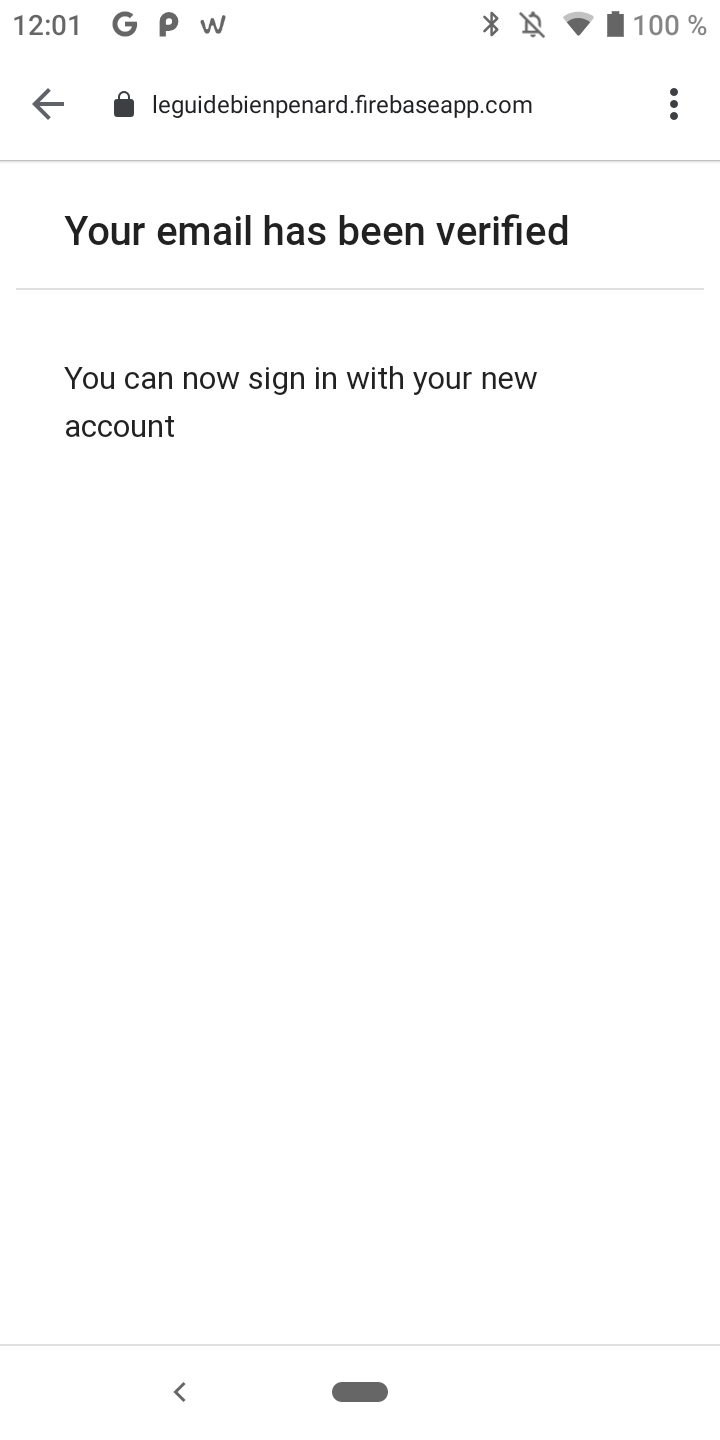 12:01 100 %
leguidebienpenard.firebaseapp.com
Your email has been verified
You can now sign in with your new
account